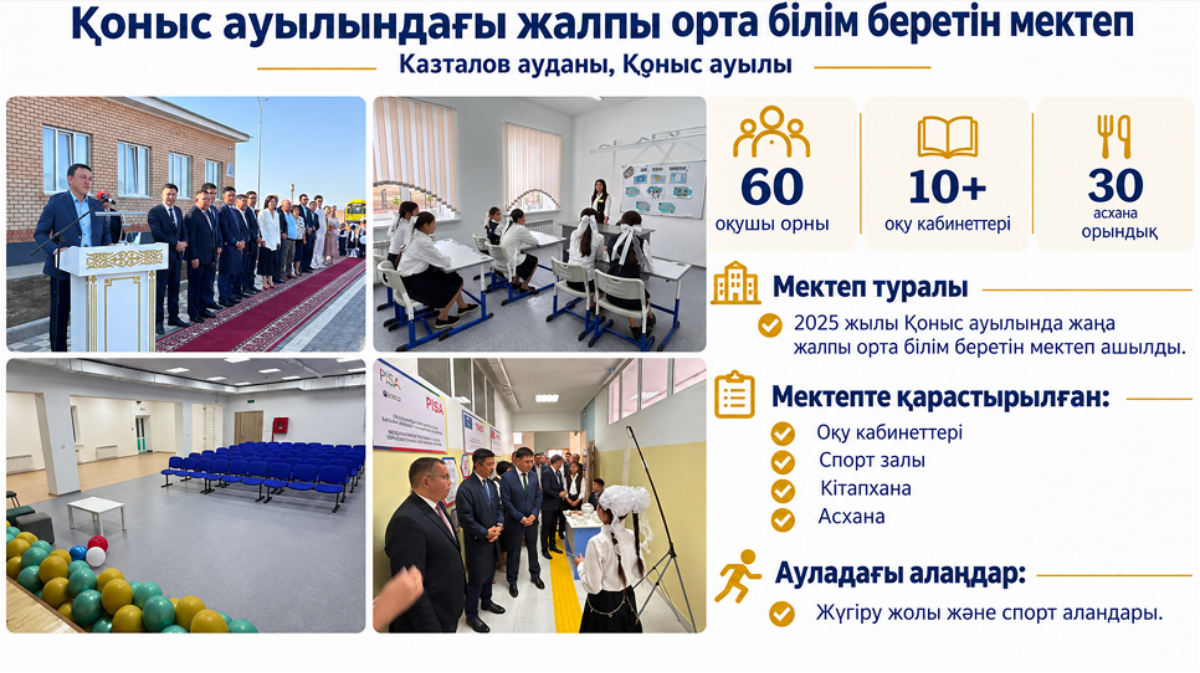 Қоныс ауылындағы жалпы орта білім беретін мектеп
Казталов ауданы, Қоныс ауылы
PISA
PISA
60
оқушы орны
10+
оқу кабинеттері
30
асхана
орындық
Мектеп туралы
2025 жылы Қоныс ауылында жаңа
жалпы орта білім беретін мектеп ашылды.
Мектепте қарастырылған:
Оқу кабинеттері
Спорт залы
Кітапхана
Асхана
Ауладағы алаңдар:
Жүгіру жолы және спорт аландары.